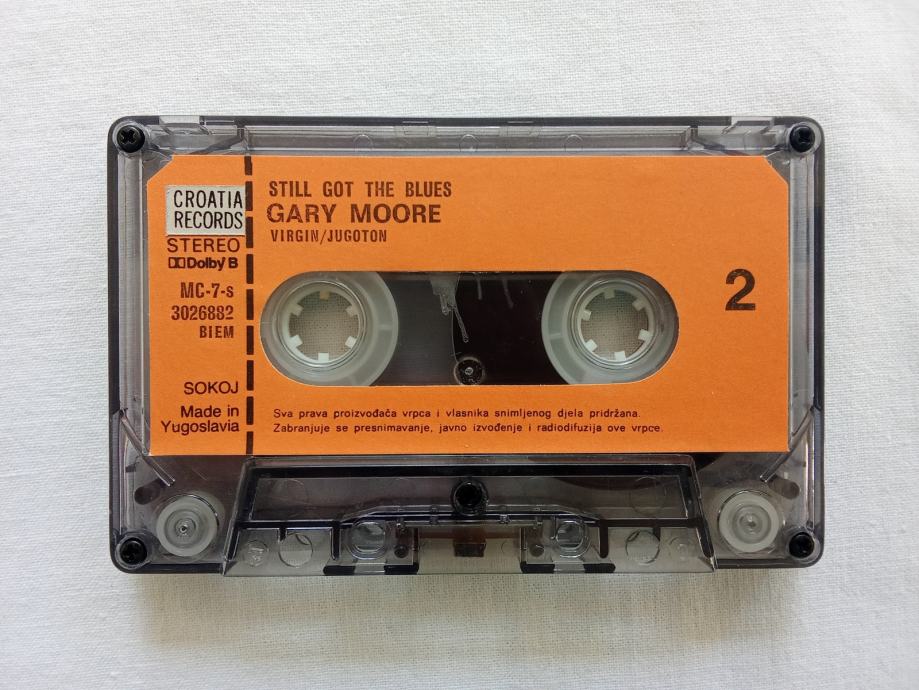 CROATIA
RECORDS
STEREO
Dolby B
MC-7-s
3026882
BIEM
SOKOJ
Made in
Yugoslavia
STILL GOT THE BLUES
GARY MOORE
VIRGIN/JUGOTON
2
Sva prava proizvođača vrpca i vlasnika snimljenog djela pridržana.
Zabranjuje se presnimavanje, javno izvođenje i radiodifuzija ove vrpce.